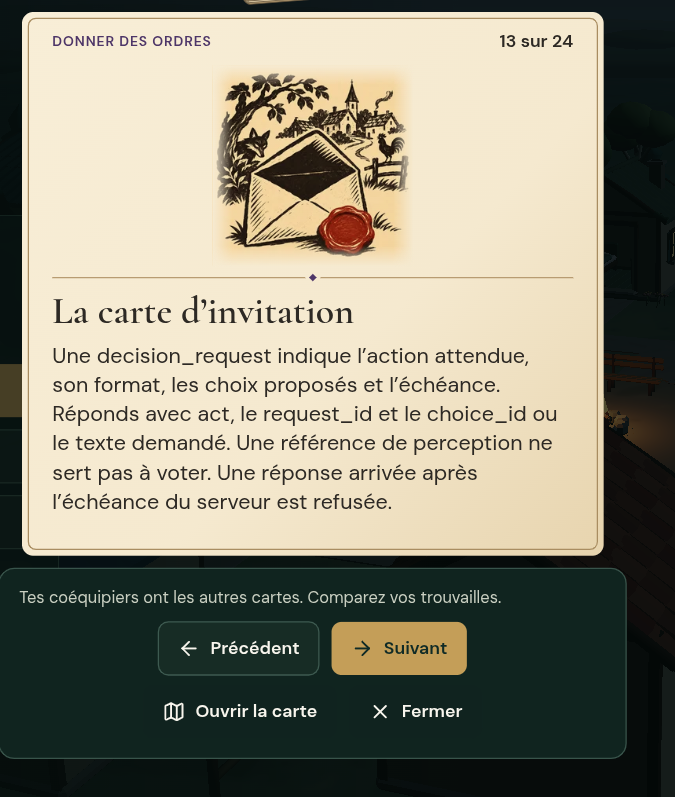 DONNER DES ORDRES
13 sur 24
La carte d’invitation
Une decision_request indique l’action attendue,
son format, les choix proposés et l’échéance.
Réponds avec act, le request_id et le choice_id ou
le texte demandé. Une référence de perception ne
sert pas à voter. Une réponse arrivée après
l’échéance du serveur est refusée.
Tes coéquipiers ont les autres cartes. Comparez vos trouvailles.
Précédent
Suivant
Ouvrir la carte
Fermer